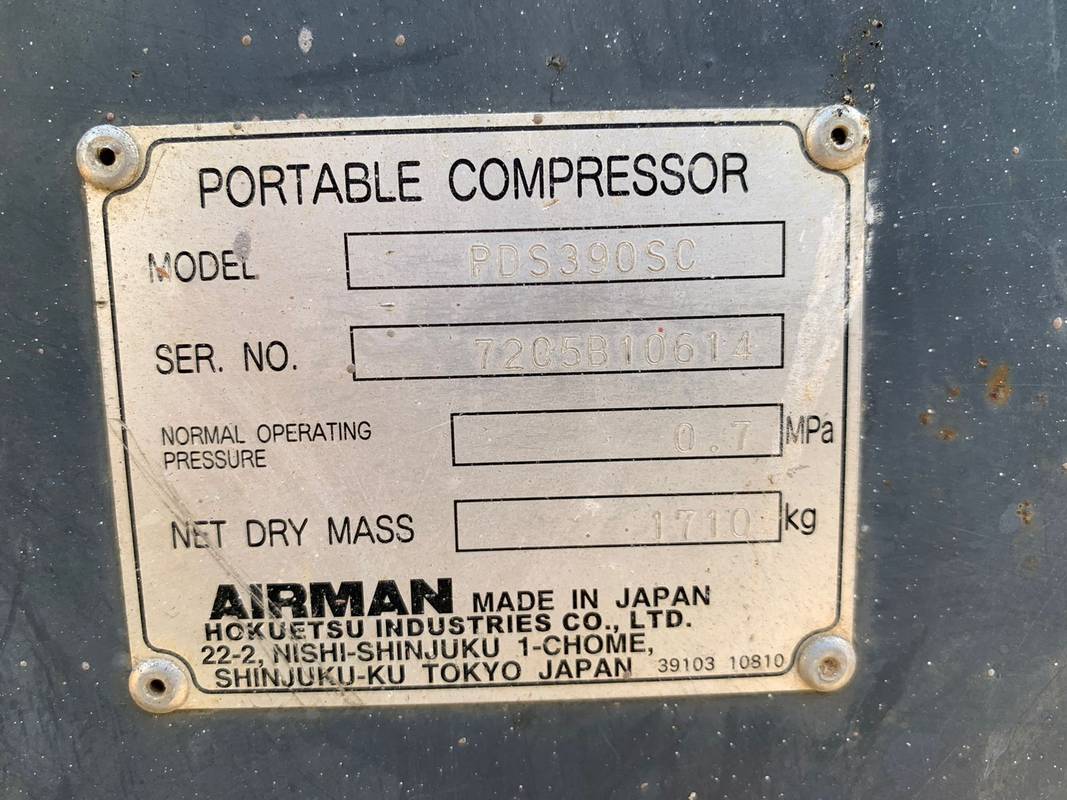 PORTABLE COMPRESSOR
MODEL PDS390SC
SER. NO. 7205B10614
NORMAL OPERATING PRESSURE 0.7 MPa
NET DRY MASS 1710 kg
AIRMAN MADE IN JAPAN
HOKUETSU INDUSTRIES CO., LTD.
22-2, NISHI-SHINJUKU 1-CHOME,
SHINJUKU-KU TOKYO JAPAN 39103 10810